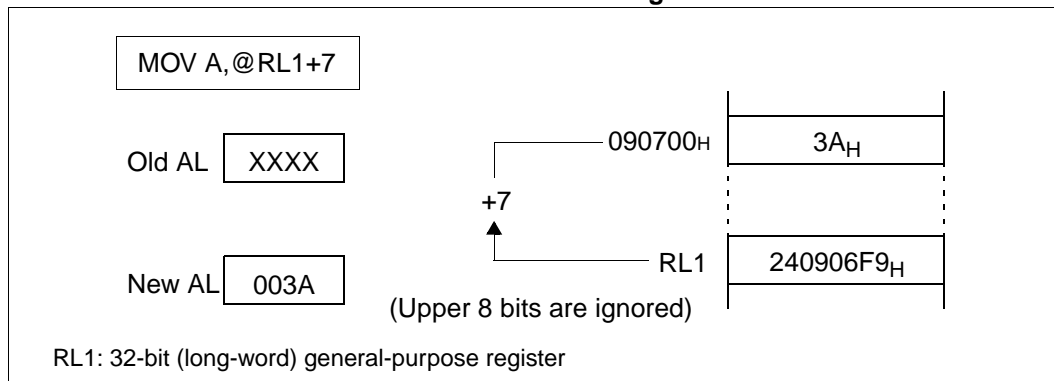 MOV A,@RL1+7
Old AL XXXX
090700H 3AH
+7
RL1 240906F9H
New AL 003A
(Upper 8 bits are ignored)
RL1: 32-bit (long-word) general-purpose register